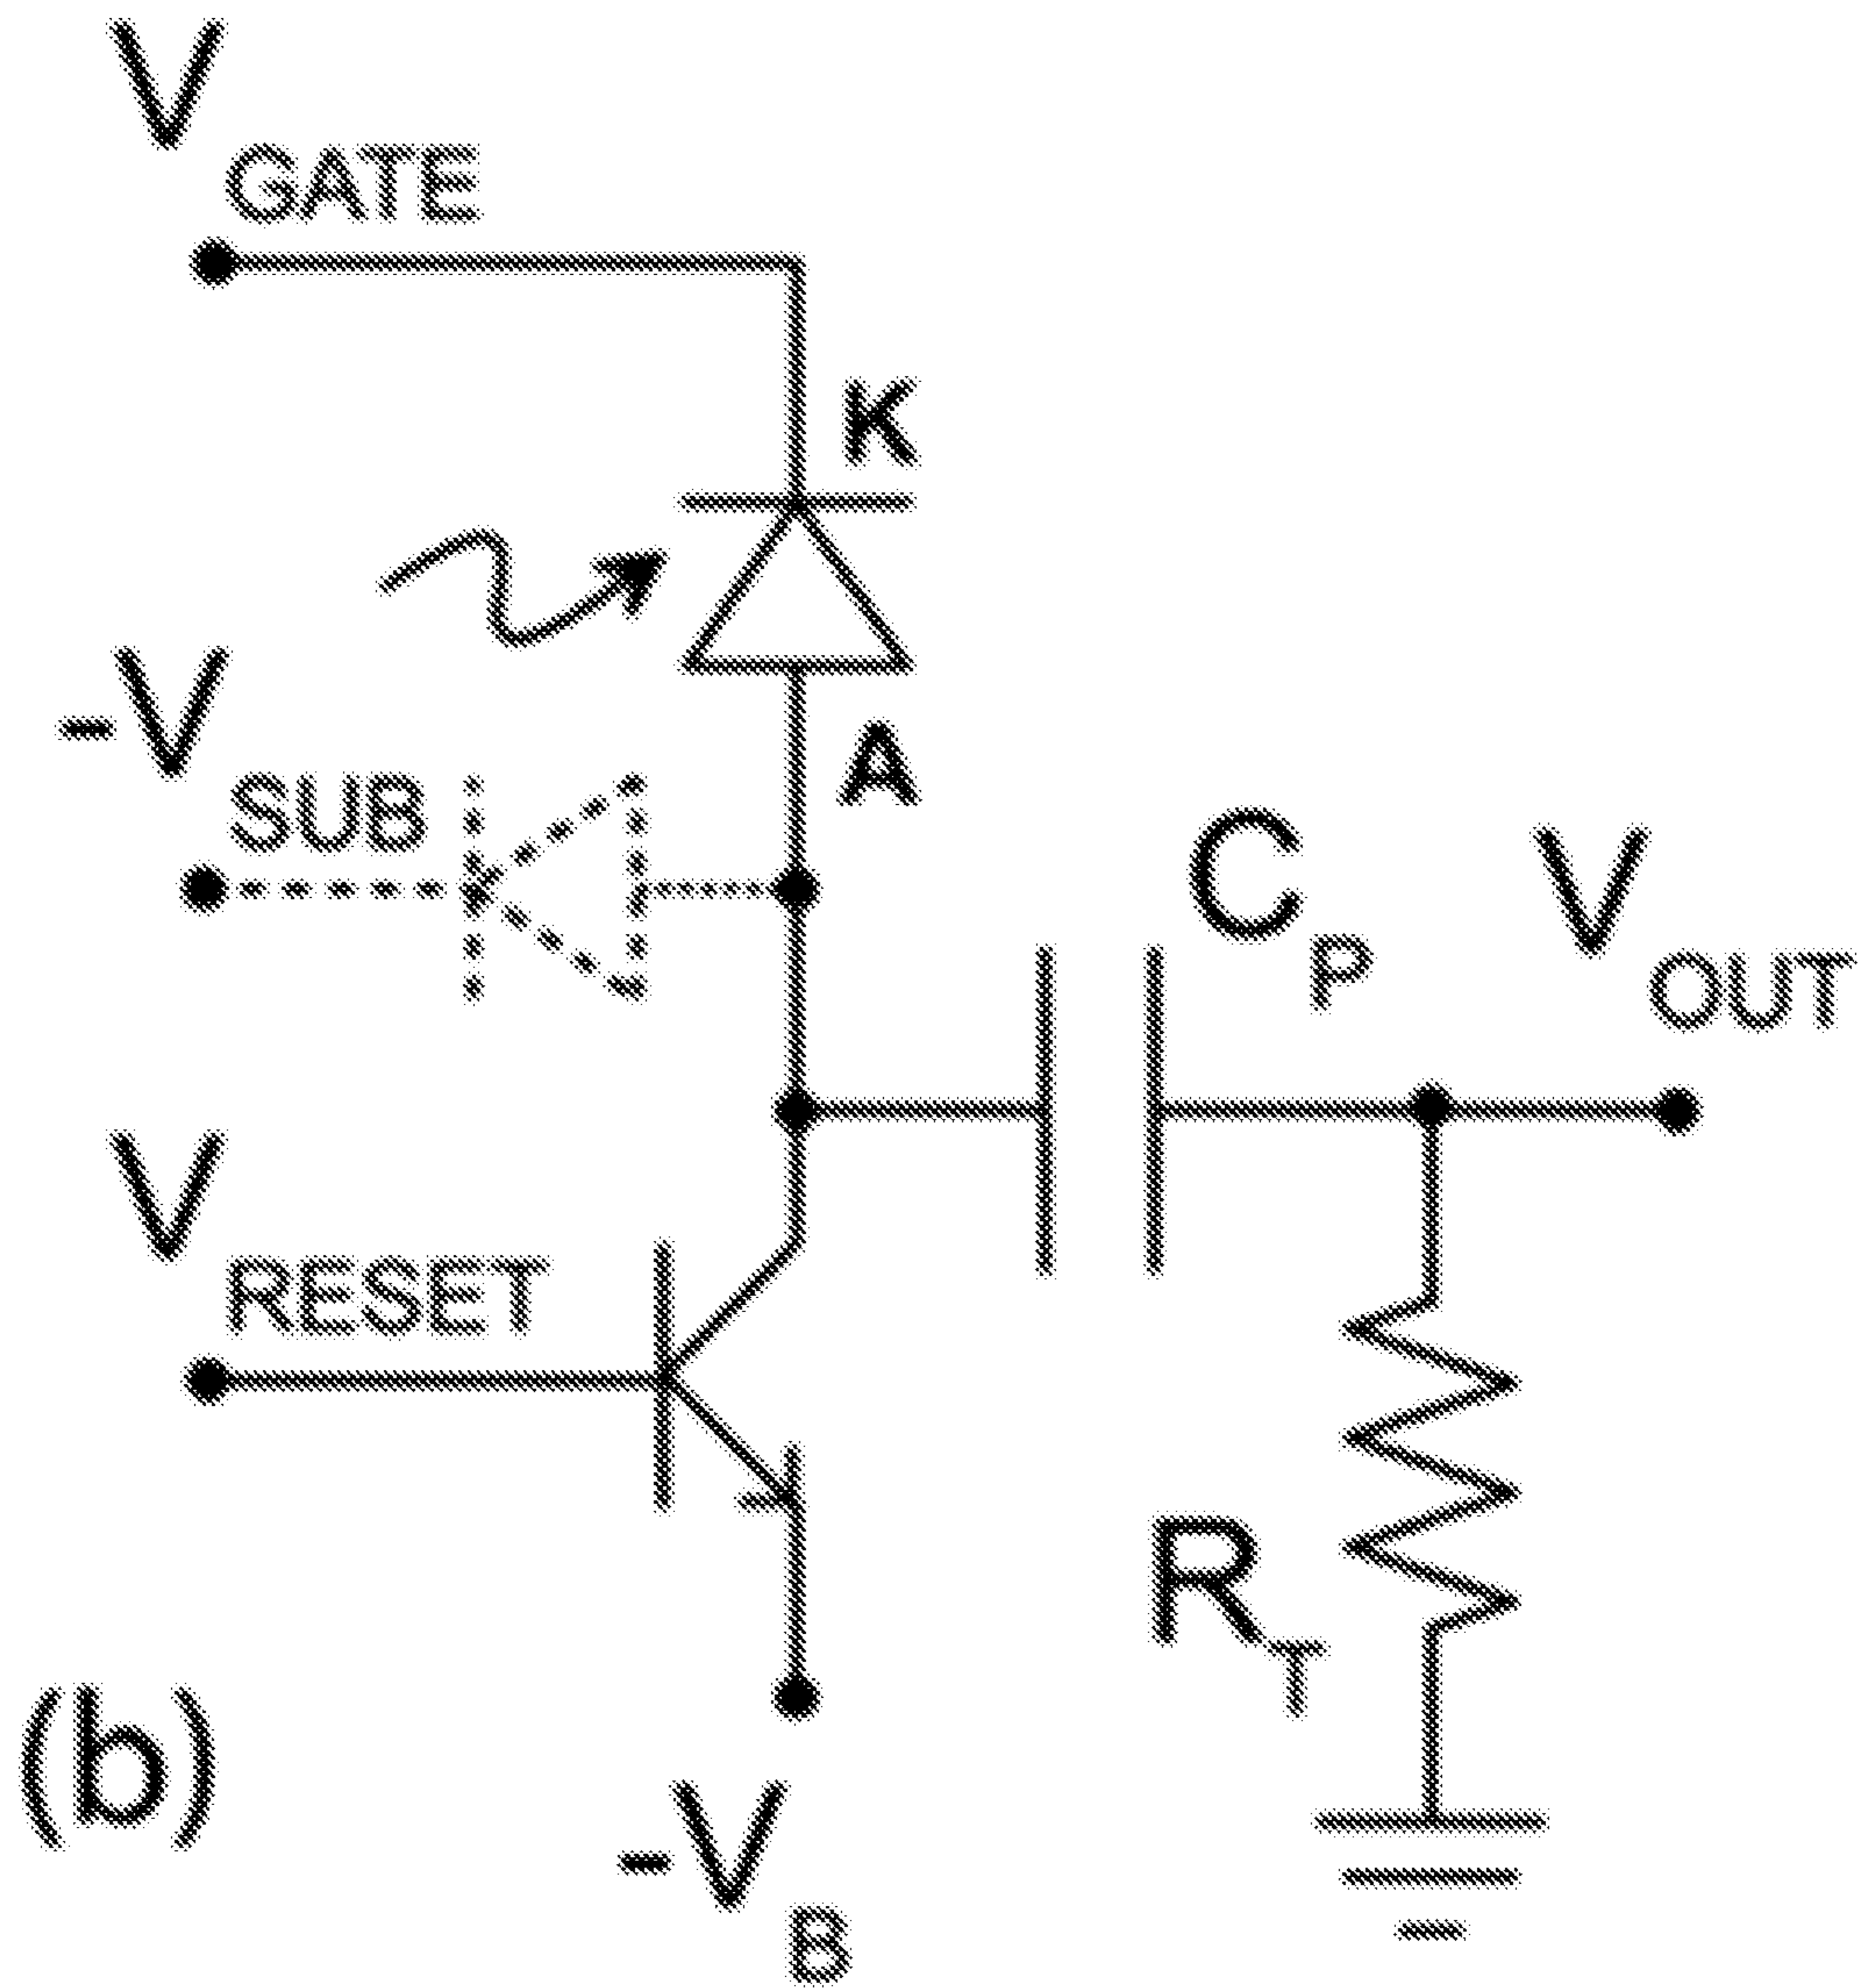 V GATE
K
-V SUB
A
C P
V OUT
V RESET
R T
(b)
-V B